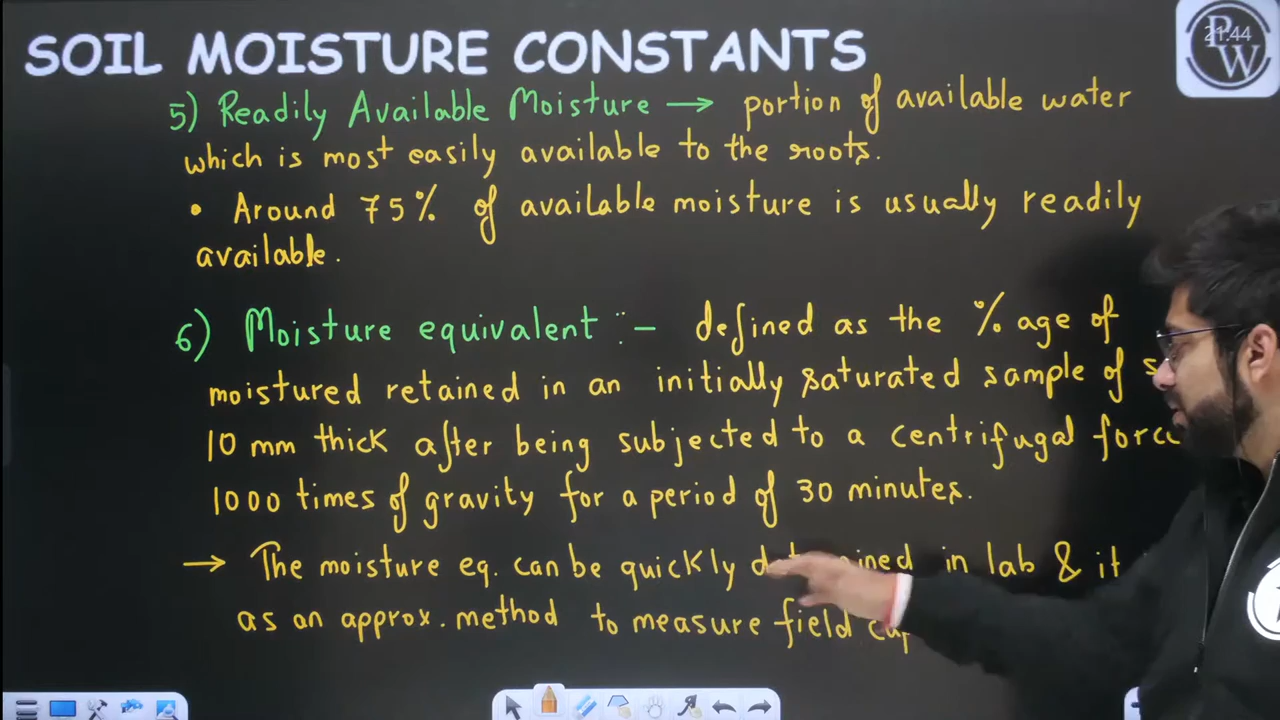 SOIL MOISTURE CONSTANTS
21:44
PW
5) Readily Available Moisture → portion of available water
which is most easily available to the roots.
• Around 75% of available moisture is usually readily
available.
6) Moisture equivalent :- defined as the % age of
moistured retained in an initially saturated sample of
10 mm thick after being subjected to a centrifugal force
1000 times of gravity for a period of 30 minutes.
→ The moisture eq. can be quickly in lab & it
as an approx. method to measure field